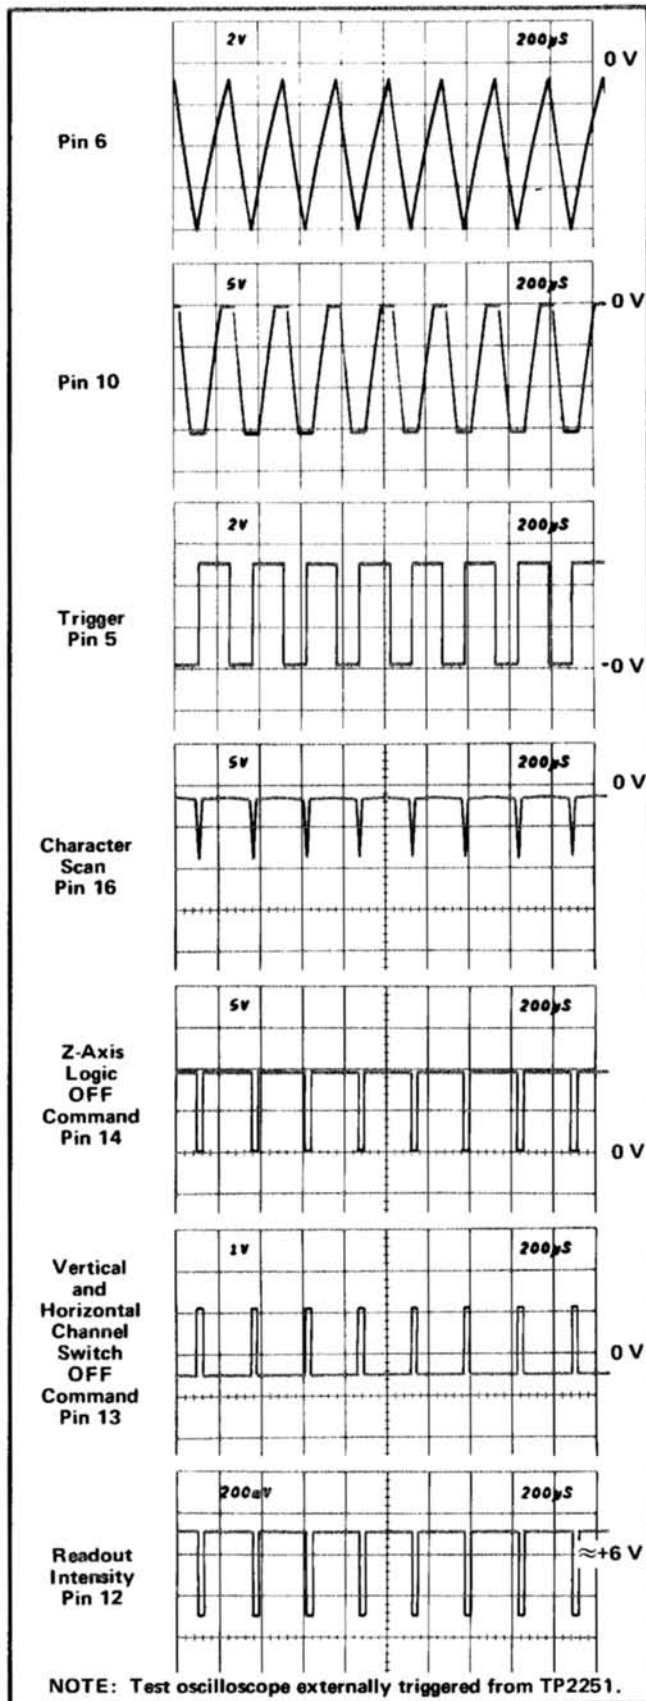 2V 200µS
0 V
Pin 6
5V 200µS
0 V
Pin 10
2V 200µS
Trigger
Pin 5
-0 V
5V 200µS
0 V
Character
Scan
Pin 16
5V 200µS
Z-Axis
Logic
OFF
Command
Pin 14
0 V
1V 200µS
Vertical
and
Horizontal
Channel
Switch
OFF
Command
Pin 13
0 V
200mV 200µS
≈+6 V
Readout
Intensity
Pin 12
NOTE: Test oscilloscope externally triggered from TP2251.